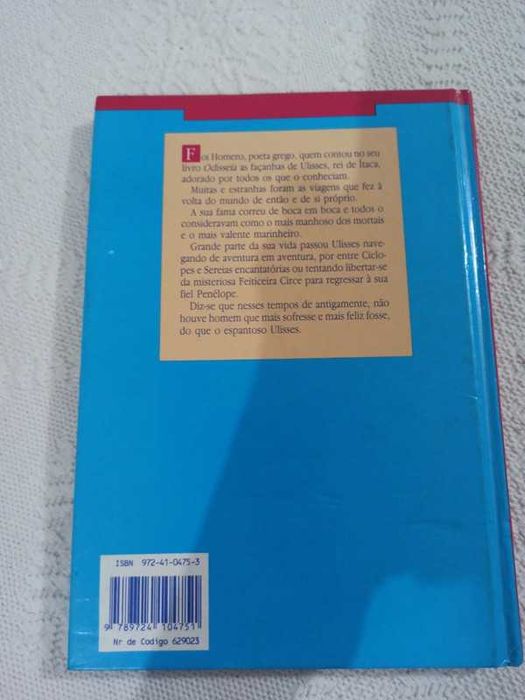 Foi Homero, poeta grego, quem contou no seu
livro Odisseia as façanhas de Ulisses, rei de Ítaca,
adorado por todos os que o conheciam.
Muitas e estranhas foram as viagens que fez à
volta do mundo de então e de si próprio.
A sua fama correu de boca em boca e todos o
consideravam como o mais manhoso dos mortais
e o mais valente marinheiro.
Grande parte da sua vida passou Ulisses nave-
gando de aventura em aventura, por entre Ciclo-
pes e Sereias encantatórias ou tentando libertar-se
da misteriosa Feiticeira Circe para regressar à sua
fiel Penélope.
Diz-se que nesses tempos de antigamente, não
houve homem que mais sofresse e mais feliz fosse,
do que o espantoso Ulisses.
ISBN 972-41-0475-3
9 789724 104751
Nr de Codigo 629023